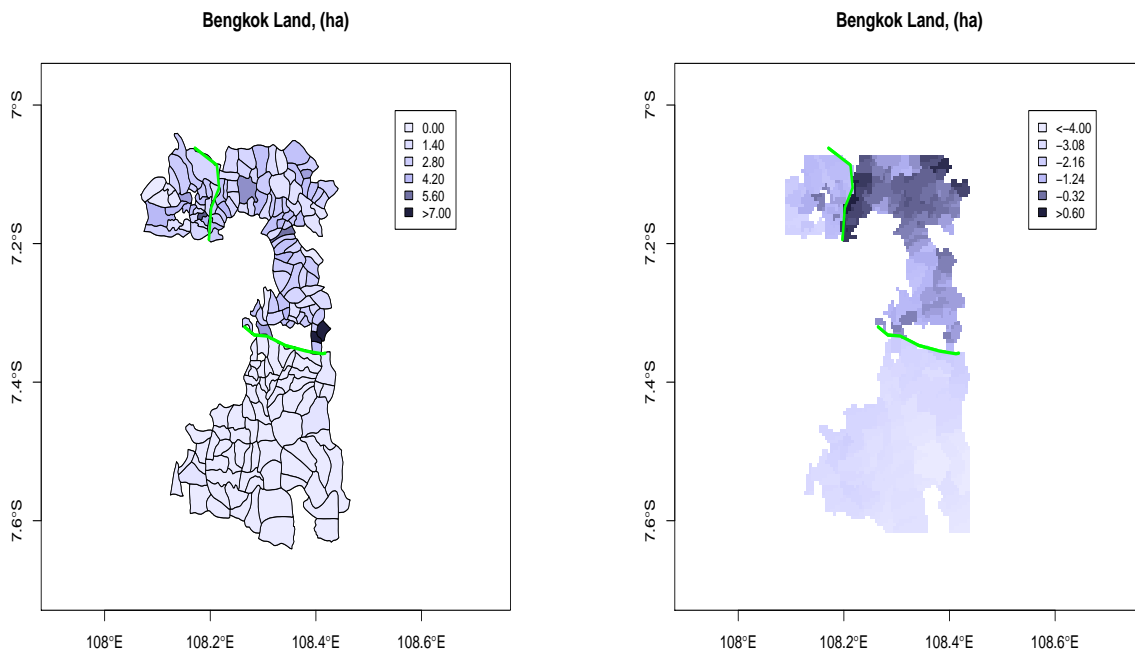 Bengkok Land, (ha)
7°S
7.2°S
7.4°S
7.6°S
0.00
1.40
2.80
4.20
5.60
>7.00
108°E
108.2°E
108.4°E
108.6°E
Bengkok Land, (ha)
7°S
7.2°S
7.4°S
7.6°S
<−4.00
−3.08
−2.16
−1.24
−0.32
>0.60
108°E
108.2°E
108.4°E
108.6°E